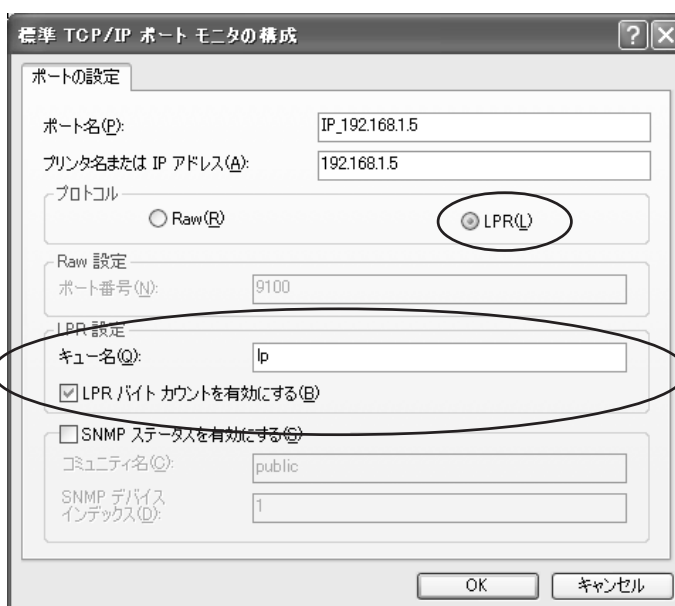 標準 TCP/IP ポート モニタの構成
ポートの設定
ポート名(P):
IP_192.168.1.5
プリンタ名または IP アドレス(A):
192.168.1.5
プロトコル
Raw(R)
LPR(L)
Raw 設定
ポート番号(N):
9100
LPR 設定
キュー名(Q):
lp
LPR バイト カウントを有効にする(B)
SNMP ステータスを有効にする(S)
コミュニティ名(C):
public
SNMP デバイス
インデックス(D):
1
OK
キャンセル